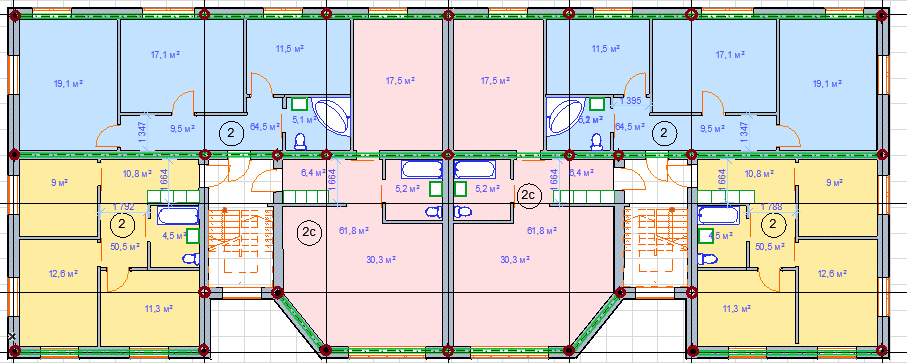 19,1 м²
17,1 м²
11,5 м²
17,5 м²
17,5 м²
11,5 м²
17,1 м²
19,1 м²
1 347
9,5 м²
2
64,5 м²
5,1 м²
5,2 м²
1 395
64,5 м²
2
9,5 м²
1 347
9 м²
10,8 м²
1 664
6,4 м²
1 664
5,2 м²
5,2 м²
2с
1 664
6,4 м²
10,8 м²
9 м²
1 792
2
4,5 м²
50,5 м²
2с
61,8 м²
61,8 м²
1 788
2
4,5 м²
50,5 м²
12,6 м²
30,3 м²
30,3 м²
12,6 м²
11,3 м²
11,3 м²